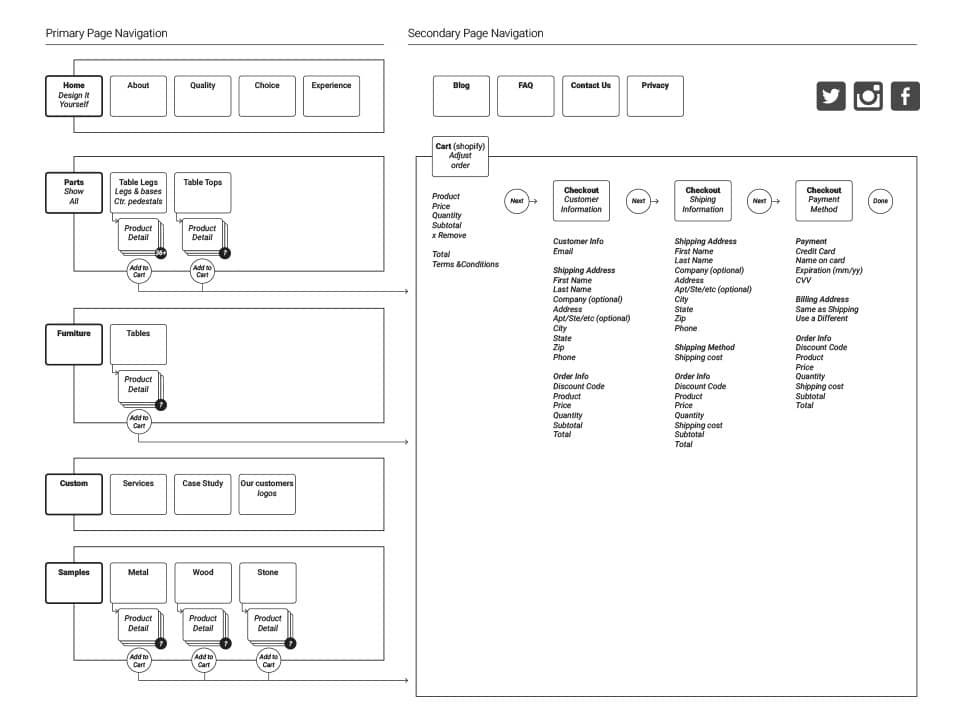 Primary Page Navigation
Secondary Page Navigation
Home
Design It
Yourself
About
Quality
Choice
Experience
Blog
FAQ
Contact Us
Privacy
Parts
Show
All
Table Legs
Legs & bases
Ctr. pedestals
Table Tops
Product
Detail
36+
Product
Detail
?
Add to
Cart
Add to
Cart
Furniture
Tables
Product
Detail
?
Add to
Cart
Custom
Services
Case Study
Our customers
logos
Samples
Metal
Wood
Stone
Product
Detail
?
Product
Detail
?
Product
Detail
?
Add to
Cart
Add to
Cart
Add to
Cart
Cart (shopify)
Adjust
order
Product
Price
Quantity
Subtotal
x Remove
Total
Terms &Conditions
Next
Checkout
Customer
Information
Customer Info
Email
Shipping Address
First Name
Last Name
Company (optional)
Address
Apt/Ste/etc (optional)
City
State
Zip
Phone
Order Info
Discount Code
Product
Price
Quantity
Subtotal
Total
Next
Checkout
Shiping
Information
Shipping Address
First Name
Last Name
Company (optional)
Address
Apt/Ste/etc (optional)
City
State
Zip
Phone
Shipping Method
Shipping cost
Order Info
Discount Code
Product
Price
Quantity
Shipping cost
Subtotal
Total
Next
Checkout
Payment
Method
Payment
Credit Card
Name on card
Expiration (mm/yy)
CVV
Billing Address
Same as Shipping
Use a Different
Order Info
Discount Code
Product
Price
Quantity
Shipping cost
Subtotal
Total
Done